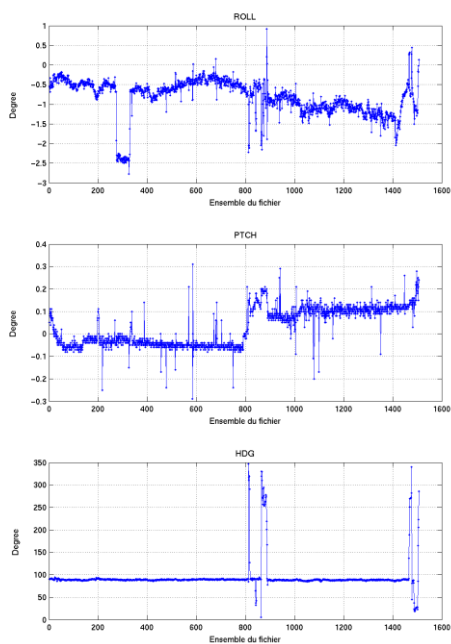 ROLL
1
0.5
0
−0.5
−1
−1.5
−2
−2.5
−3
Degree
0 200 400 600 800 1000 1200 1400 1600
Ensemble du fichier
PTCH
0.4
0.3
0.2
0.1
0
−0.1
−0.2
−0.3
Degree
0 200 400 600 800 1000 1200 1400 1600
Ensemble du fichier
HDG
350
300
250
200
150
100
50
0
Degree
0 200 400 600 800 1000 1200 1400 1600
Ensemble du fichier